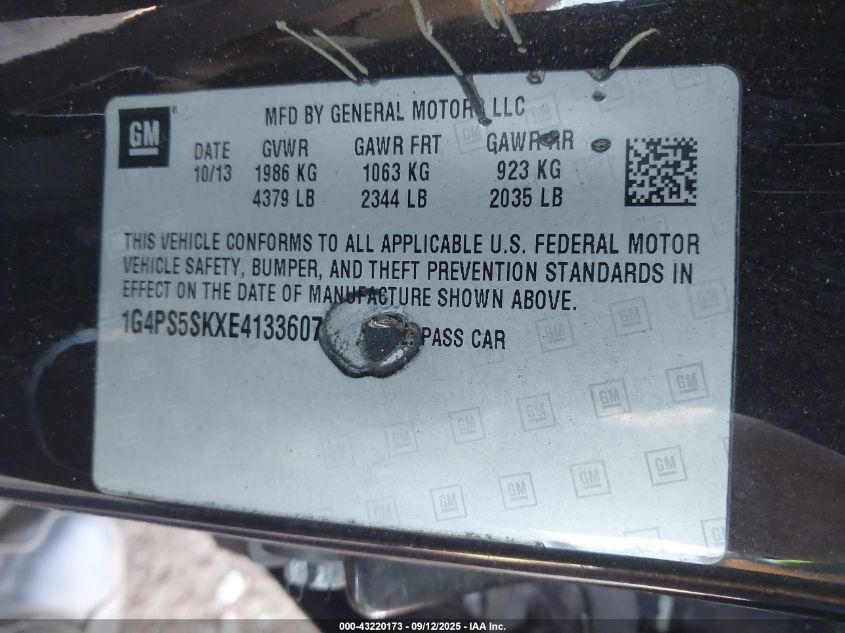 MFD BY GENERAL MOTORS LLC
GM
DATE GVWR GAWR FRT GAWR RR
10/13 1986 KG 1063 KG 923 KG
4379 LB 2344 LB 2035 LB
THIS VEHICLE CONFORMS TO ALL APPLICABLE U.S. FEDERAL MOTOR
VEHICLE SAFETY, BUMPER, AND THEFT PREVENTION STANDARDS IN
EFFECT ON THE DATE OF MANUFACTURE SHOWN ABOVE.
1G4PS5SKXE4133607 PASS CAR
000-43220173 - 09/12/2025 - IAA Inc.